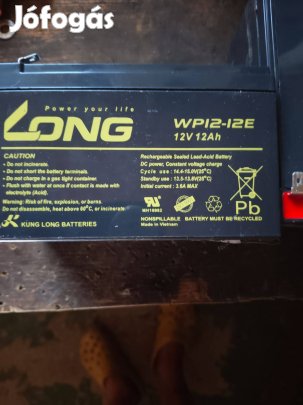 Jófogás
Power your life
LONG
WP12-12E
12V 12Ah
CAUTION
- Do not incinerate.
- Do not short the battery terminals.
- Do not charge in a gas tight container.
- Flush with water at once if contact is made with
electrolyte (Acid).
Warning: Risk of fire, explosion, or burns.
Do not disassemble, heat above 60°C, or incinerate.
KUNG LONG BATTERIES
Rechargeable Sealed Lead-Acid Battery
DC power, Constant voltage charge
Cycle use : 14.4-15.0V(25°C)
Standby use : 13.5-13.8V(25°C)
Initial current : 3.6A MAX
MH16982
Pb
NONSPILLABLE BATTERY MUST BE RECYCLED
Made in Vietnam